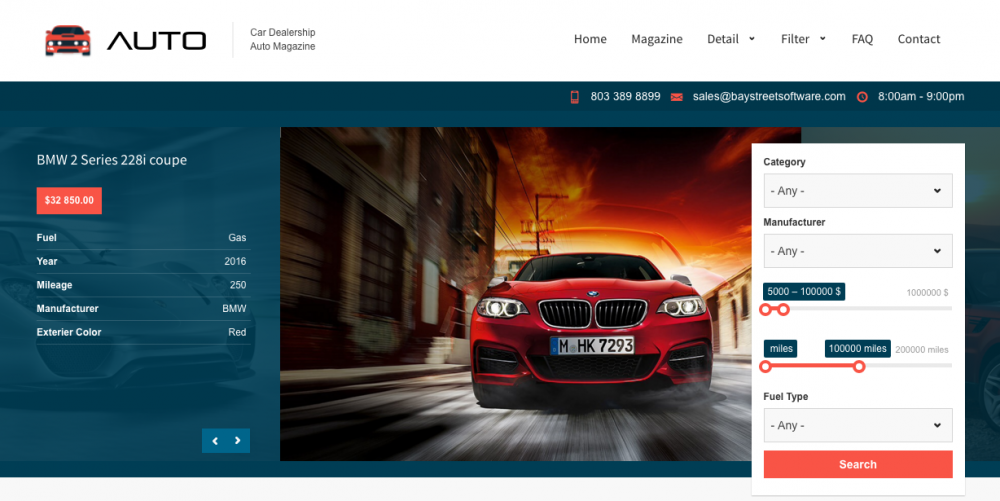 AUTO
Car Dealership
Auto Magazine
Home Magazine Detail Filter FAQ Contact
803 389 8899 sales@baystreetsoftware.com 8:00am - 9:00pm
BMW 2 Series 228i coupe
$32 850.00
Fuel Gas
Year 2016
Mileage 250
Manufacturer BMW
Exterior Color Red
M HK 7293
Category
- Any -
Manufacturer
- Any -
5000 – 100000 $ 1000000 $
miles 100000 miles 200000 miles
Fuel Type
- Any -
Search